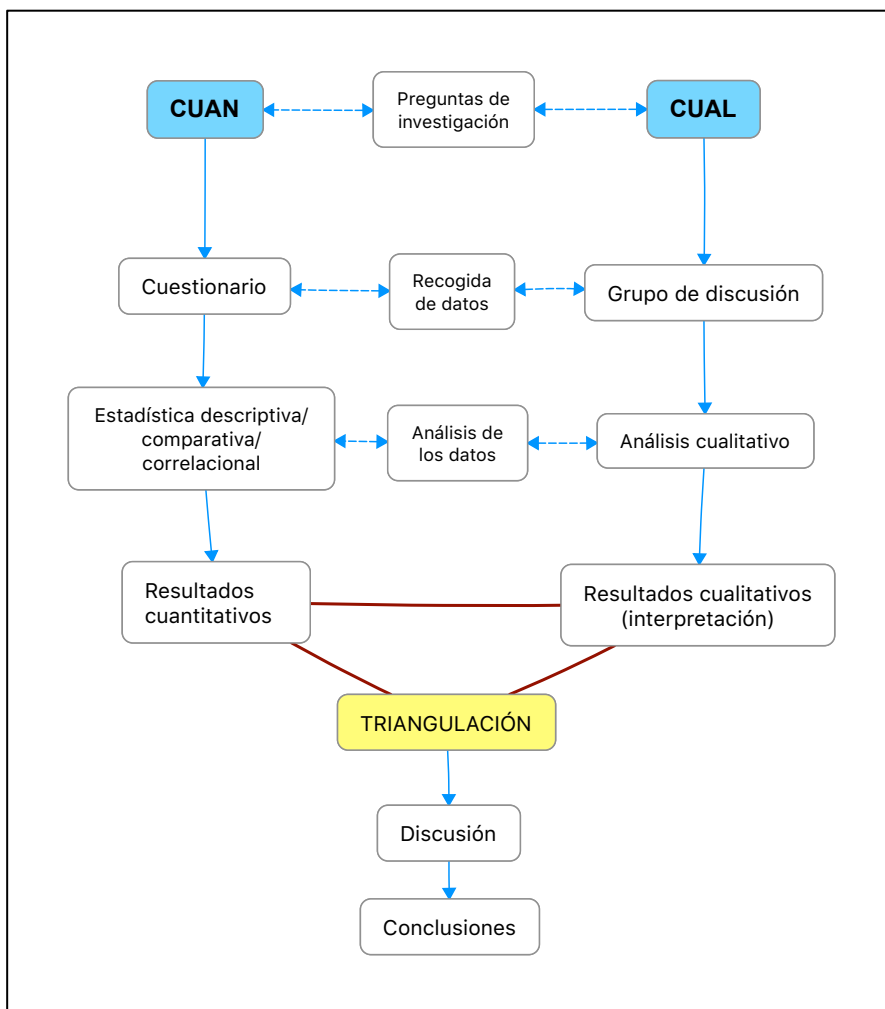 CUAN
Preguntas de
investigación
CUAL
Cuestionario
Recogida
de datos
Grupo de discusión
Estadística descriptiva/
comparativa/
correlacional
Análisis de
los datos
Análisis cualitativo
Resultados
cuantitativos
Resultados cualitativos
(interpretación)
TRIANGULACIÓN
Discusión
Conclusiones